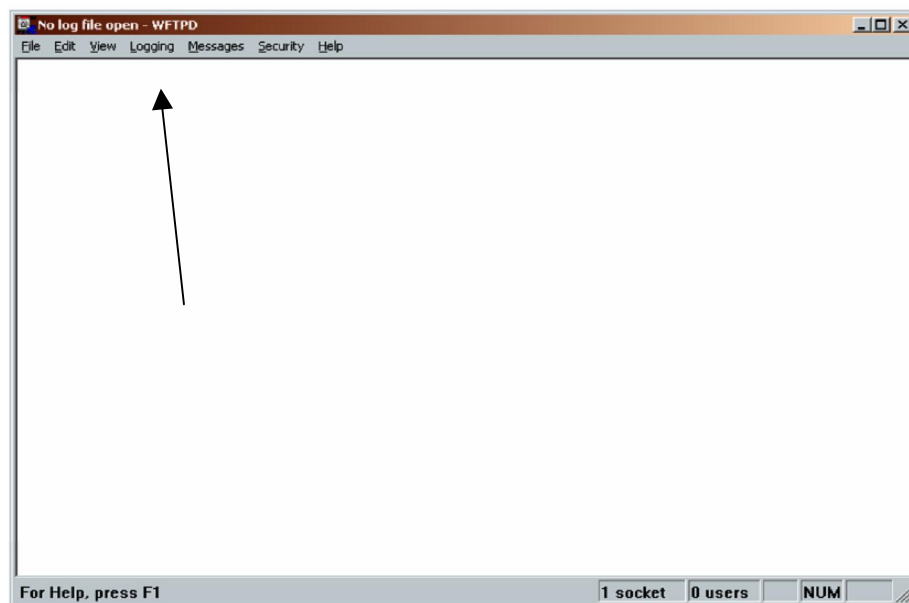 No log file open - WFTPD
File Edit View Logging Messages Security Help
For Help, press F1 1 socket 0 users NUM